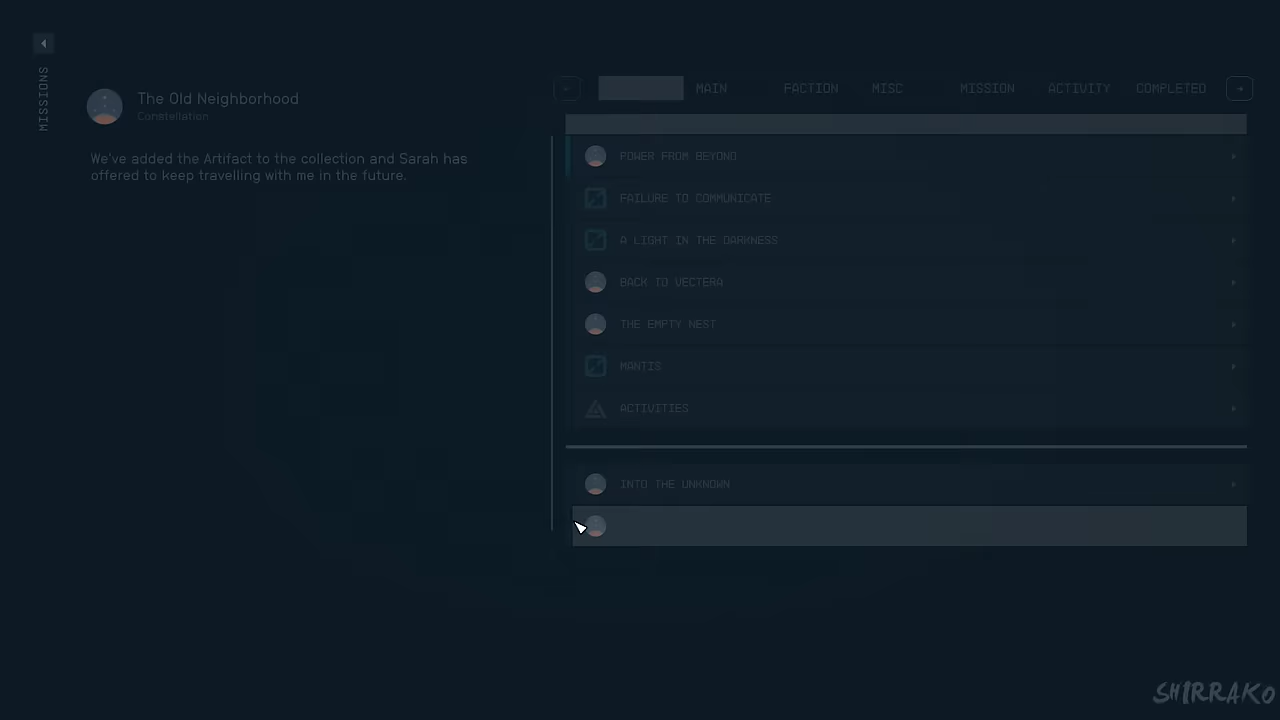 MISSIONS
The Old Neighborhood
Constellation
We've added the Artifact to the collection and Sarah has
offered to keep travelling with me in the future.
MAIN FACTION MISC MISSION ACTIVITY COMPLETED
POWER FROM BEYOND
FAILURE TO COMMUNICATE
A LIGHT IN THE DARKNESS
BACK TO VECTERA
THE EMPTY NEST
MANTIS
ACTIVITIES
INTO THE UNKNOWN
SHIRRAKO